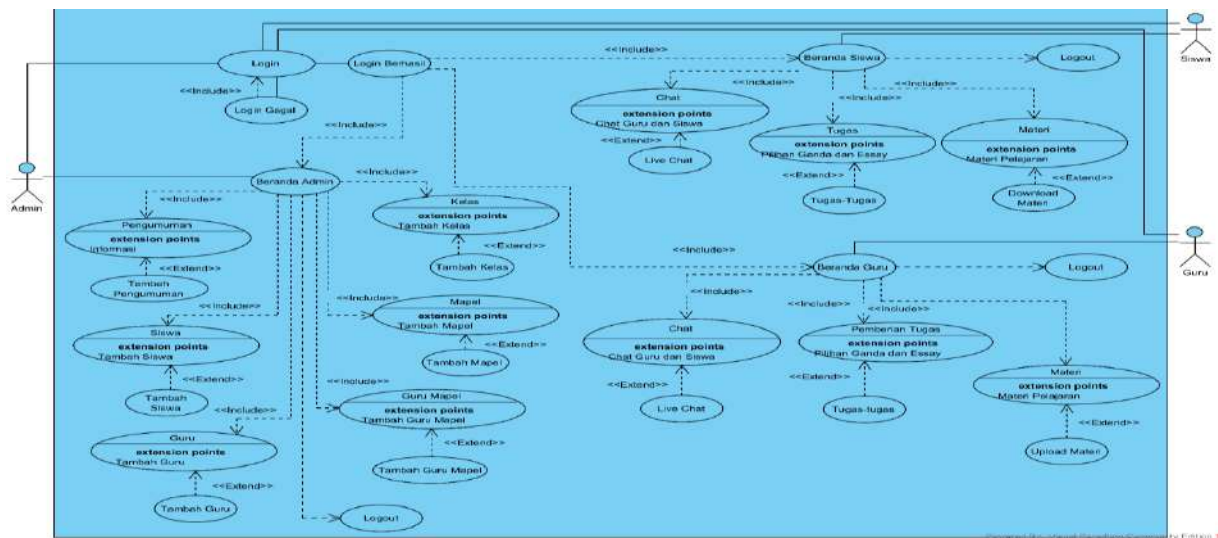 Siswa
Login
Login Berhasil
<<Include>>
Beranda Siswa
Logout
<<Include>>
Login Gagal
<<Include>>
Chat
extension points
Chat Guru dan Siswa
<<Include>>
<<Include>>
<<Include>>
Tugas
extension points
Pilihan Ganda dan Essay
Materi
extension points
Materi Pelajaran
<<Extend>>
Live Chat
<<Extend>>
Tugas-Tugas
<<Extend>>
Download
Materi
Admin
Beranda Admin
<<Include>>
<<Include>>
Pengumuman
extension points
Informasi
Kelas
extension points
Tambah Kelas
<<Extend>>
Tambah
Pengumuman
<<Extend>>
Tambah Kelas
Guru
<<Include>>
Beranda Guru
Logout
<<Include>>
<<Include>>
Mapel
extension points
Tambah Mapel
<<Include>>
<<Include>>
<<Include>>
Siswa
extension points
Tambah Siswa
Chat
extension points
Chat Guru dan Siswa
Pemberian Tugas
extension points
Pilihan Ganda dan Essay
<<Extend>>
Tambah Mapel
<<Extend>>
Tambah
Siswa
<<Extend>>
Live Chat
<<Extend>>
Tugas-tugas
Materi
extension points
Materi Pelajaran
<<Include>>
Guru Mapel
extension points
Tambah Guru Mapel
<<Include>>
Guru
extension points
Tambah Guru
<<Extend>>
Tambah Guru Mapel
<<Extend>>
Upload Materi
<<Extend>>
Tambah Guru
Logout